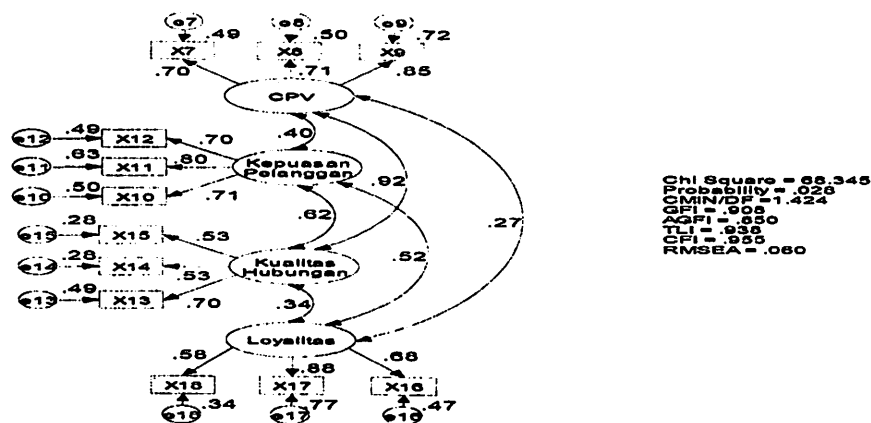 e7 e8 e9
.49 .50 .72
X7 X8 X9
.70 .71 .85
CPV
.40
e12 .49 X12 .70
e11 .63 X11 .80
e10 .50 X10 .71
Kepuasan
Pelanggan
.92
.62
.27
e15 .28 X15 .53
e14 .28 X14 .53
e13 .49 X13 .70
Kualitas
Hubungan
.52
.34
Loyalitas
.58 .88 .68
X18 X17 X16
e18 .34 e17 .77 e16 .47
Chi Square = 68.345
Probability = .028
CMIN/DF =1.424
GFI = .908
AGFI = .850
TLI = .938
CFI = .955
RMSEA = .060